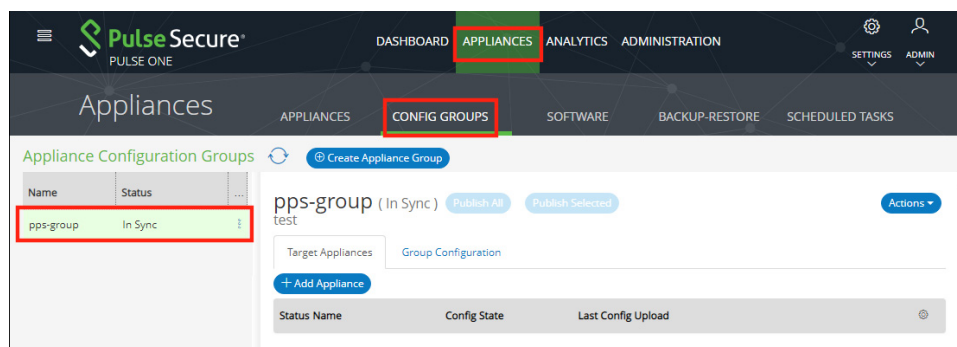 Pulse Secure®
PULSE ONE
DASHBOARD APPLIANCES ANALYTICS ADMINISTRATION
SETTINGS ADMIN
Appliances
APPLIANCES CONFIG GROUPS SOFTWARE BACKUP-RESTORE SCHEDULED TASKS
Appliance Configuration Groups Create Appliance Group
Name Status ...
pps-group In Sync
pps-group ( In Sync ) Publish All Publish Selected Actions
test
Target Appliances Group Configuration
+ Add Appliance
Status Name Config State Last Config Upload